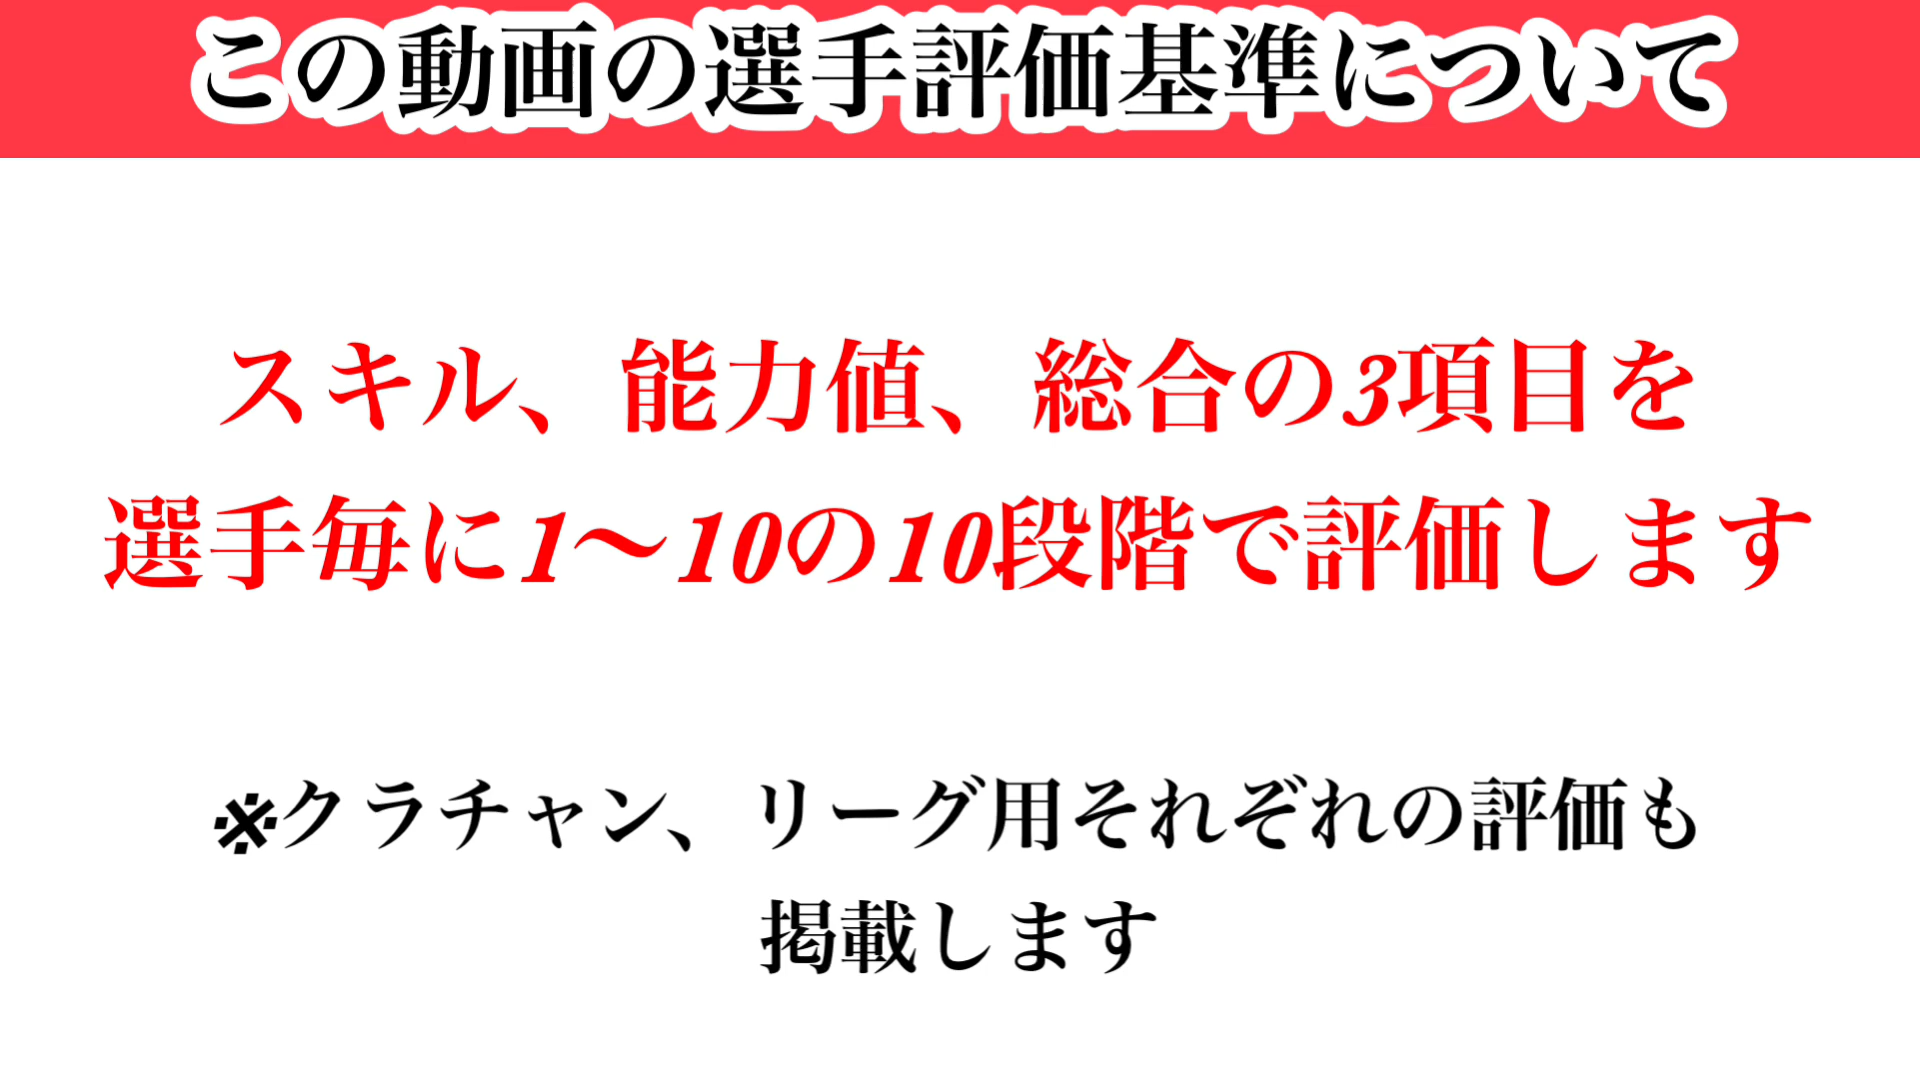 この動画の選手評価基準について
スキル、能力値、総合の3項目を
選手毎に1〜10の10段階で評価します
※クラチャン、リーグ用それぞれの評価も
掲載します